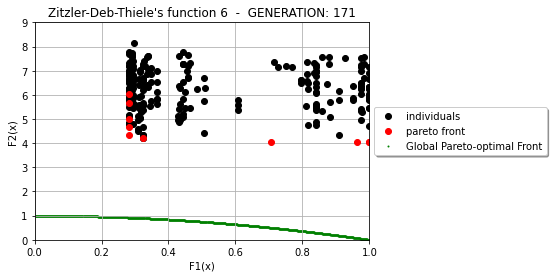 Zitzler-Deb-Thiele's function 6 - GENERATION: 171
9
8
7
6
5
4
3
2
1
0
F2(x)
0.0 0.2 0.4 0.6 0.8 1.0
F1(x)
individuals
pareto front
Global Pareto-optimal Front